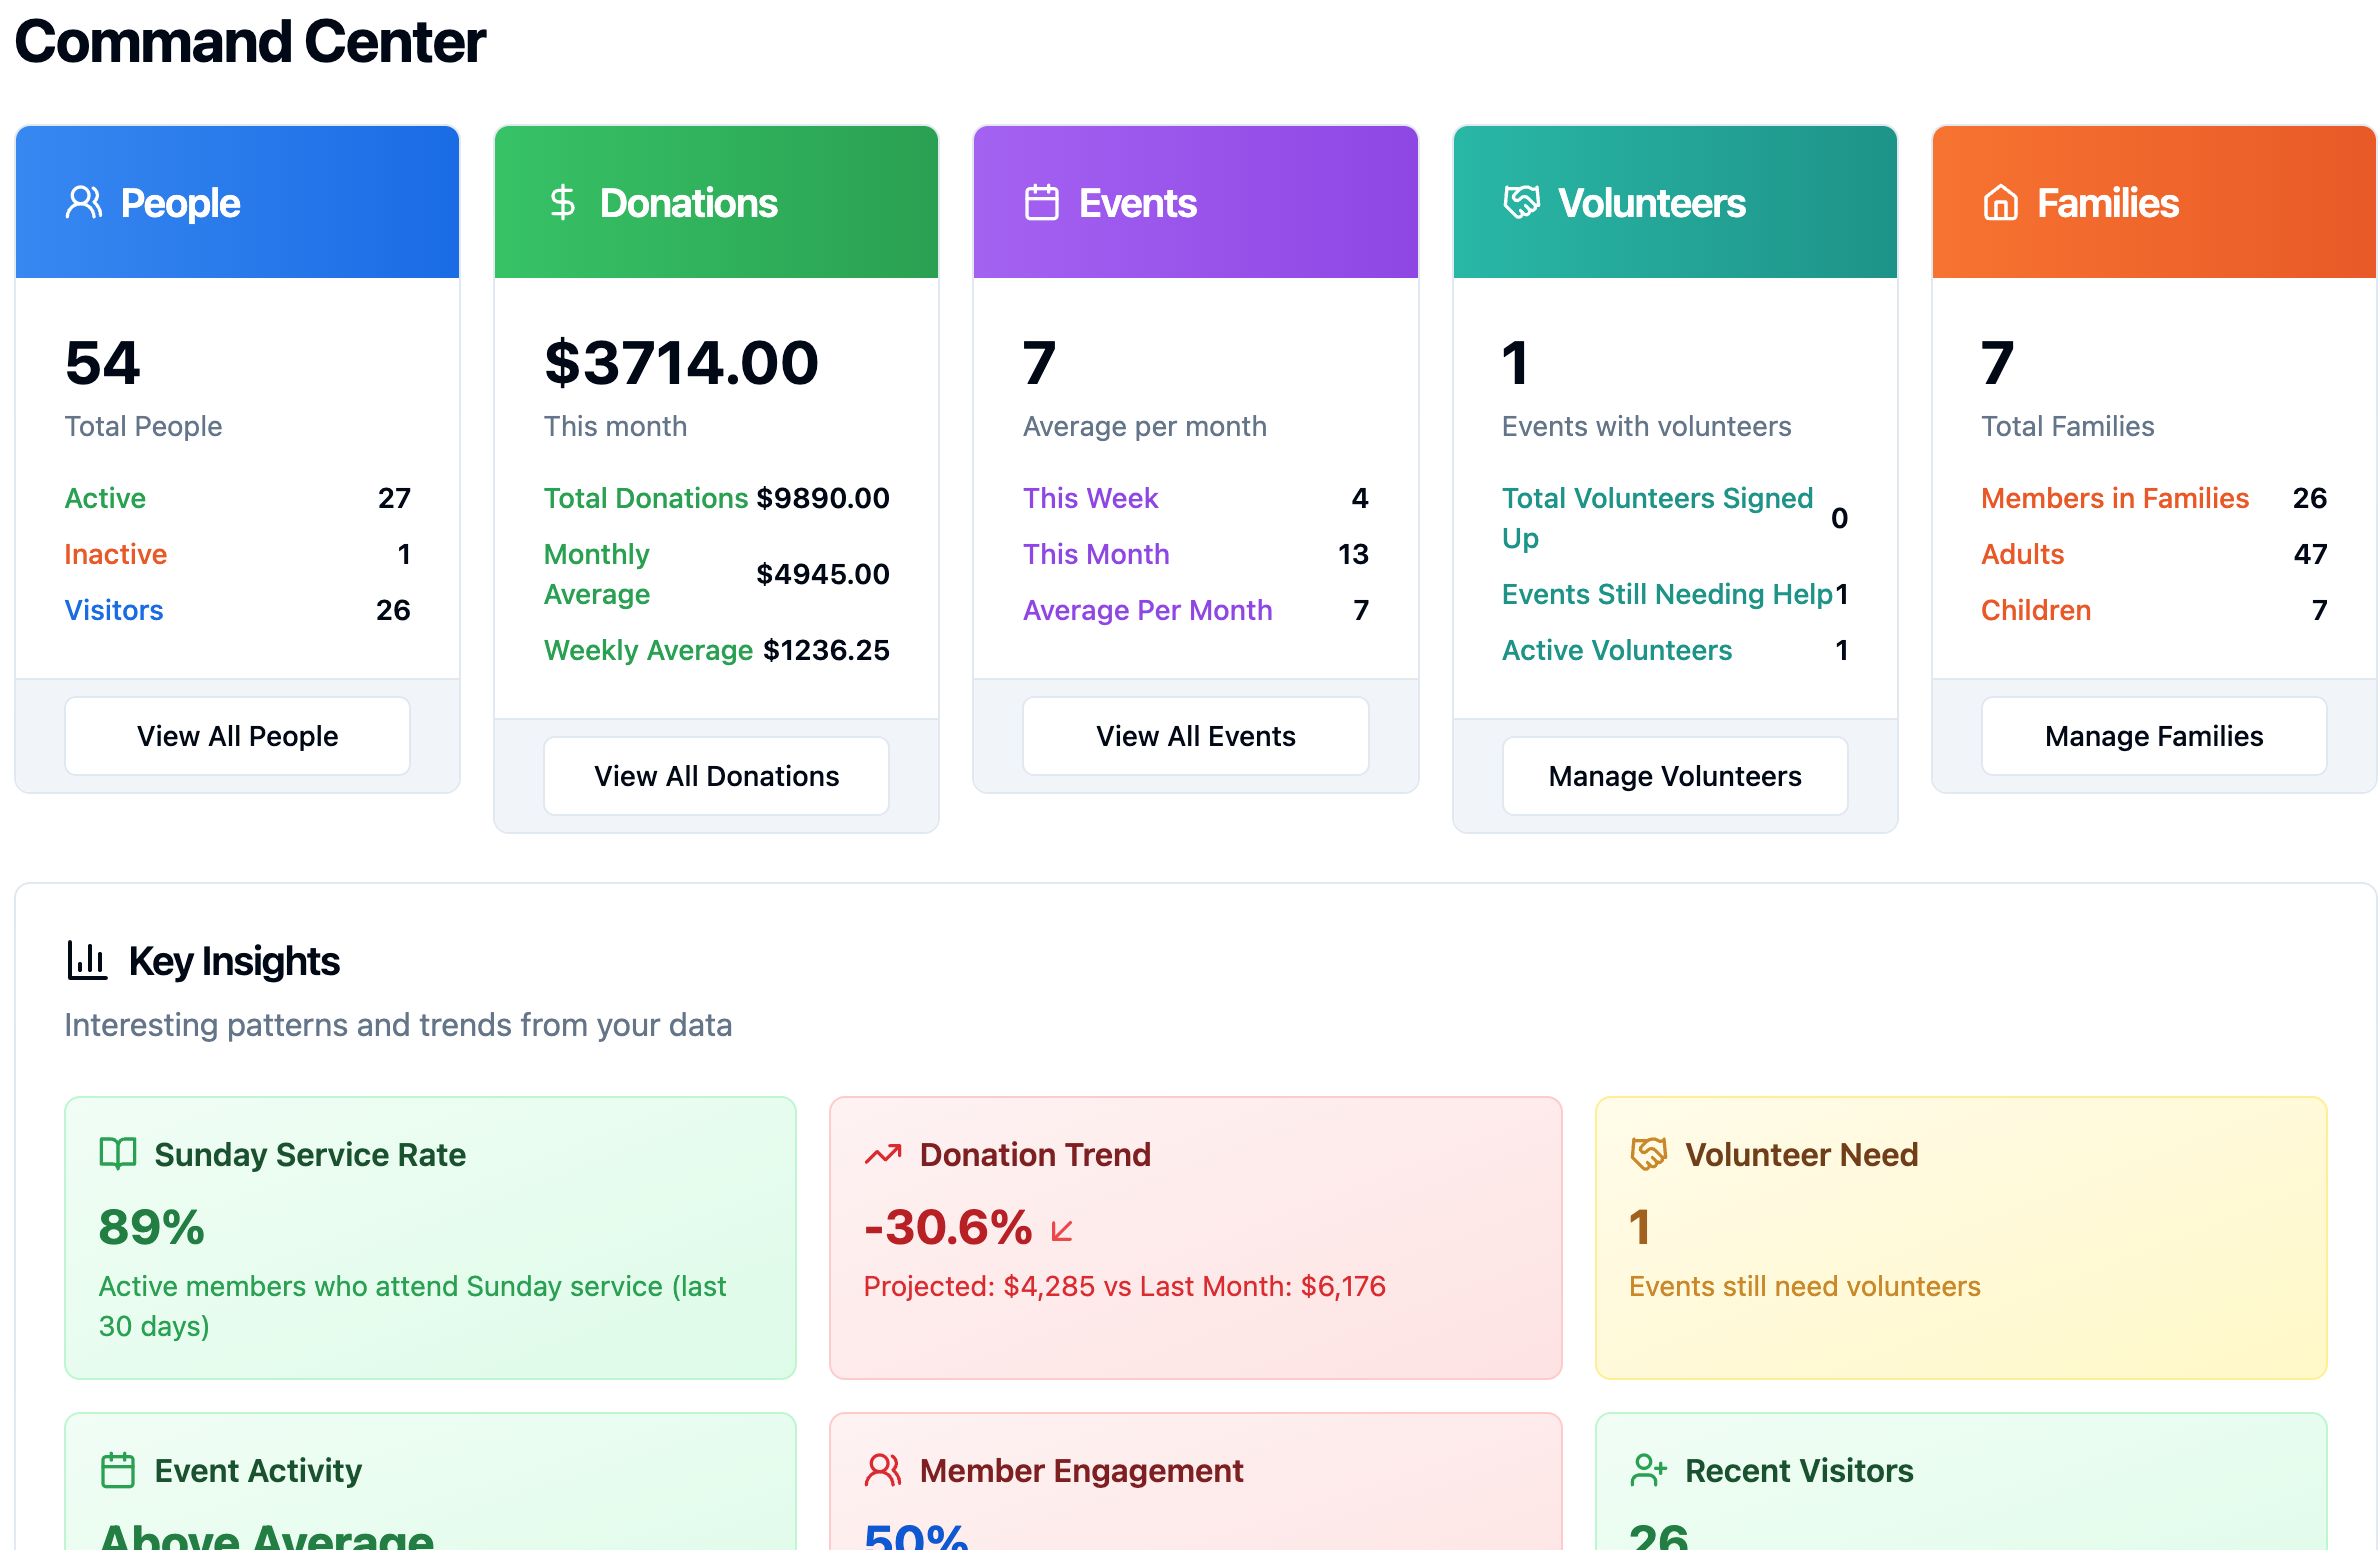 Command Center
People
54
Total People
Active 27
Inactive 1
Visitors 26
View All People
Donations
$3714.00
This month
Total Donations $9890.00
Monthly
Average $4945.00
Weekly Average $1236.25
View All Donations
Events
7
Average per month
This Week 4
This Month 13
Average Per Month 7
View All Events
Volunteers
1
Events with volunteers
Total Volunteers Signed
Up 0
Events Still Needing Help 1
Active Volunteers 1
Manage Volunteers
Families
7
Total Families
Members in Families 26
Adults 47
Children 7
Manage Families
Key Insights
Interesting patterns and trends from your data
Sunday Service Rate
89%
Active members who attend Sunday service (last
30 days)
Donation Trend
-30.6%
Projected: $4,285 vs Last Month: $6,176
Volunteer Need
1
Events still need volunteers
Event Activity
Above Average
Member Engagement
50%
Recent Visitors
26